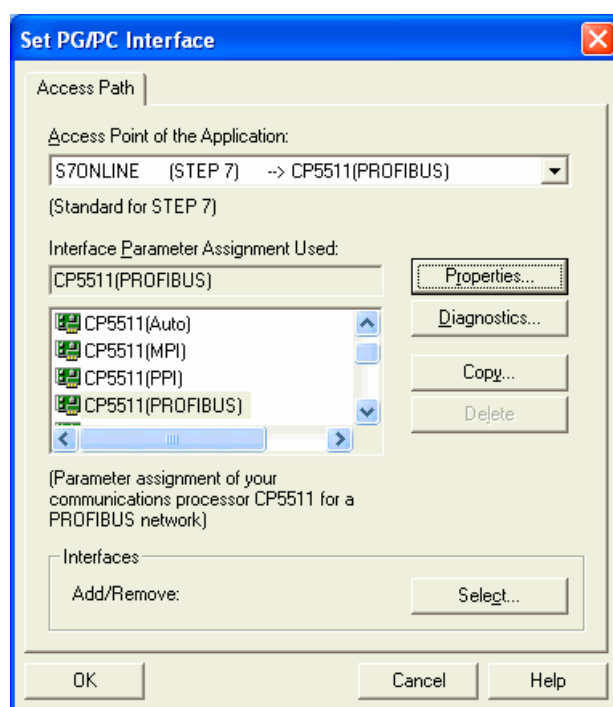 Set PG/PC Interface
Access Path
Access Point of the Application:
S7ONLINE (STEP 7) --> CP5511(PROFIBUS)
(Standard for STEP 7)
Interface Parameter Assignment Used:
CP5511(PROFIBUS)
Properties...
CP5511(Auto)
Diagnostics...
CP5511(MPI)
CP5511(PPI)
Copy...
CP5511(PROFIBUS)
Delete
(Parameter assignment of your
communications processor CP5511 for a
PROFIBUS network)
Interfaces
Add/Remove:
Select...
OK
Cancel
Help